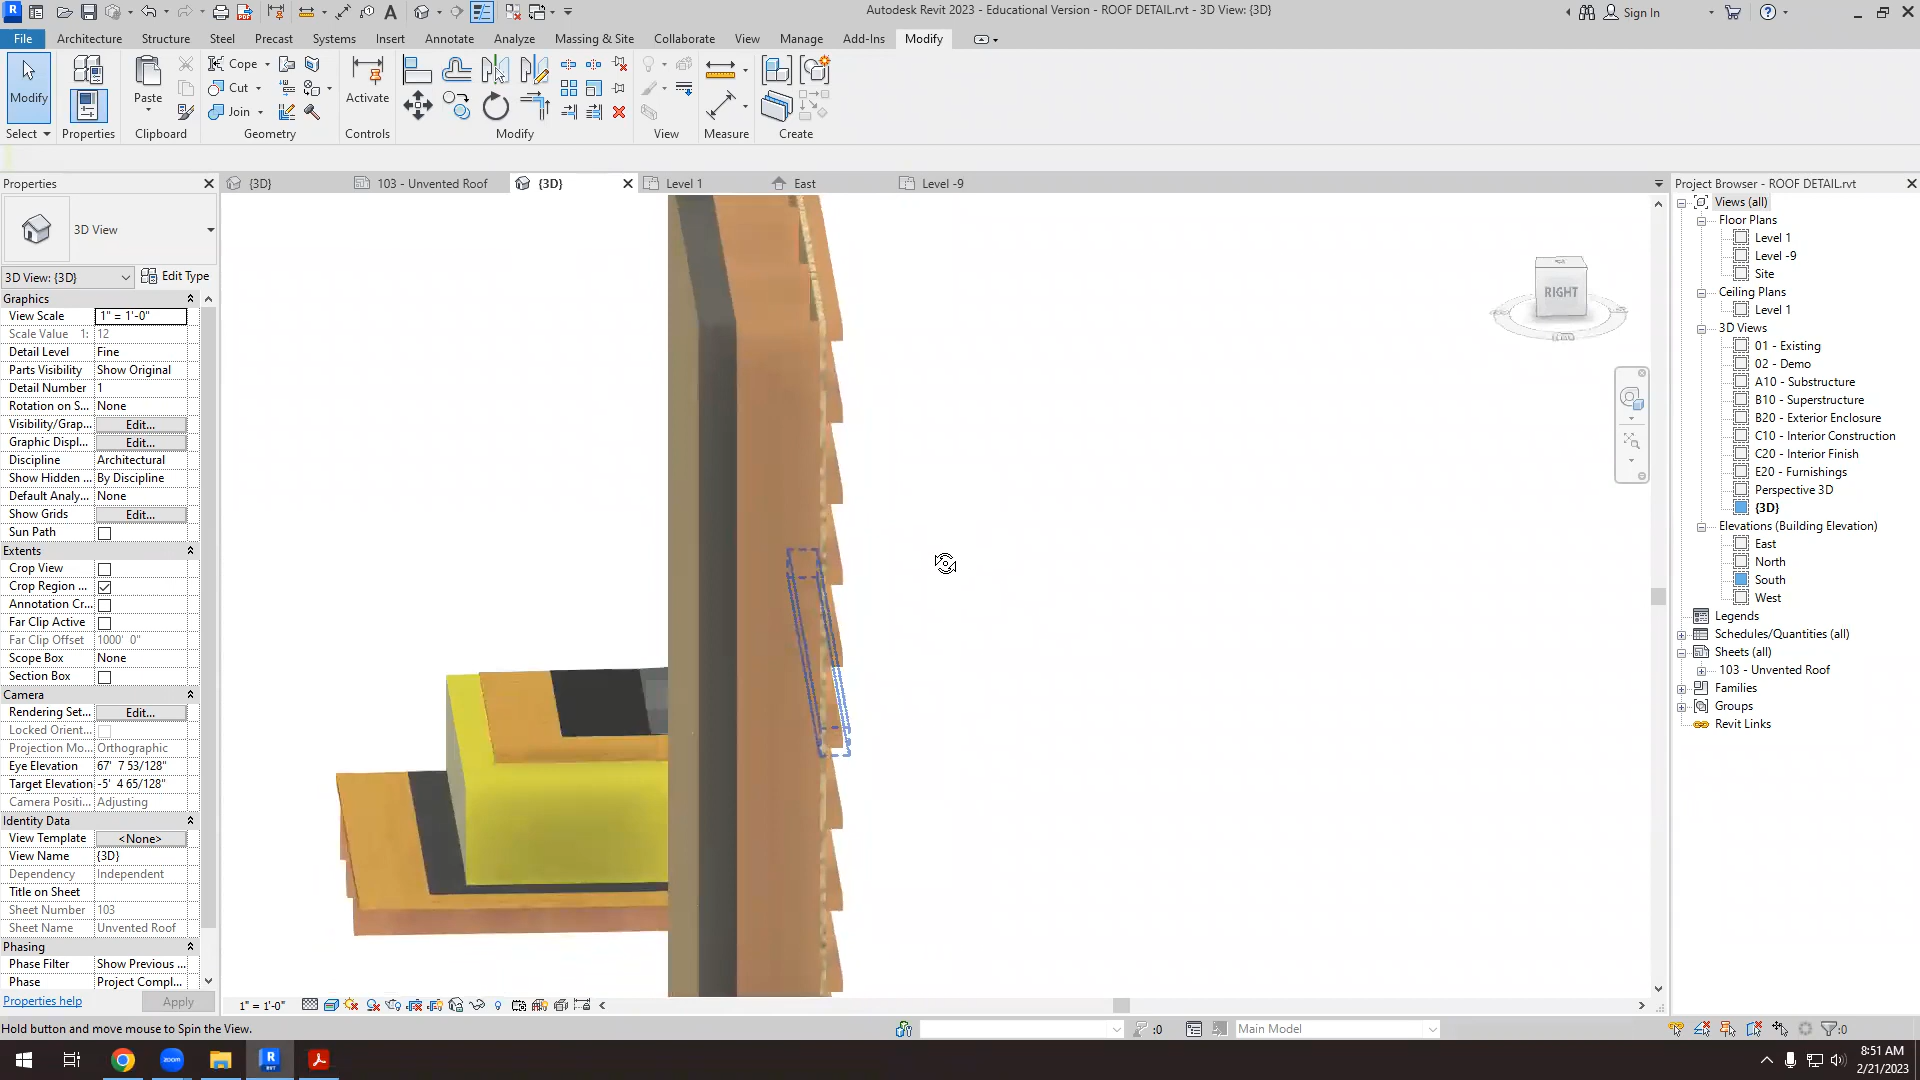 Autodesk Revit 2023 - Educational Version - ROOF DETAIL.rvt - 3D View: {3D}
Sign In
File Architecture Structure Steel Precast Systems Insert Annotate Analyze Massing & Site Collaborate View Manage Add-Ins Modify
Modify
Paste
Cope
Cut
Join
Activate
Select Properties Clipboard Geometry Controls Modify View Measure Create
Properties
{3D} 103 - Unvented Roof {3D} Level 1 East Level -9
Project Browser - ROOF DETAIL.rvt
3D View
3D View: {3D} Edit Type
Graphics
View Scale 1" = 1'-0"
Scale Value 1: 12
Detail Level Fine
Parts Visibility Show Original
Detail Number 1
Rotation on S... None
Visibility/Grap... Edit...
Graphic Displ... Edit...
Discipline Architectural
Show Hidden ... By Discipline
Default Analy... None
Show Grids Edit...
Sun Path
Extents
Crop View
Crop Region ...
Annotation Cr...
Far Clip Active
Far Clip Offset 1000' 0"
Scope Box None
Section Box
Camera
Rendering Set... Edit...
Locked Orient...
Projection Mo... Orthographic
Eye Elevation 67' 7 53/128"
Target Elevation -5' 4 65/128"
Camera Positi... Adjusting
Identity Data
View Template <None>
View Name {3D}
Dependency Independent
Title on Sheet
Sheet Number 103
Sheet Name Unvented Roof
Phasing
Phase Filter Show Previous ...
Phase Project Compl...
Properties help Apply
RIGHT
Views (all)
Floor Plans
Level 1
Level -9
Site
Ceiling Plans
Level 1
3D Views
01 - Existing
02 - Demo
A10 - Substructure
B10 - Superstructure
B20 - Exterior Enclosure
C10 - Interior Construction
C20 - Interior Finish
E20 - Furnishings
Perspective 3D
{3D}
Elevations (Building Elevation)
East
North
South
West
Legends
Schedules/Quantities (all)
Sheets (all)
103 - Unvented Roof
Families
Groups
Revit Links
1" = 1'-0"
Hold button and move mouse to Spin the View.
:0
Main Model
:0
zoom
R
RVT
8:51 AM
2/21/2023